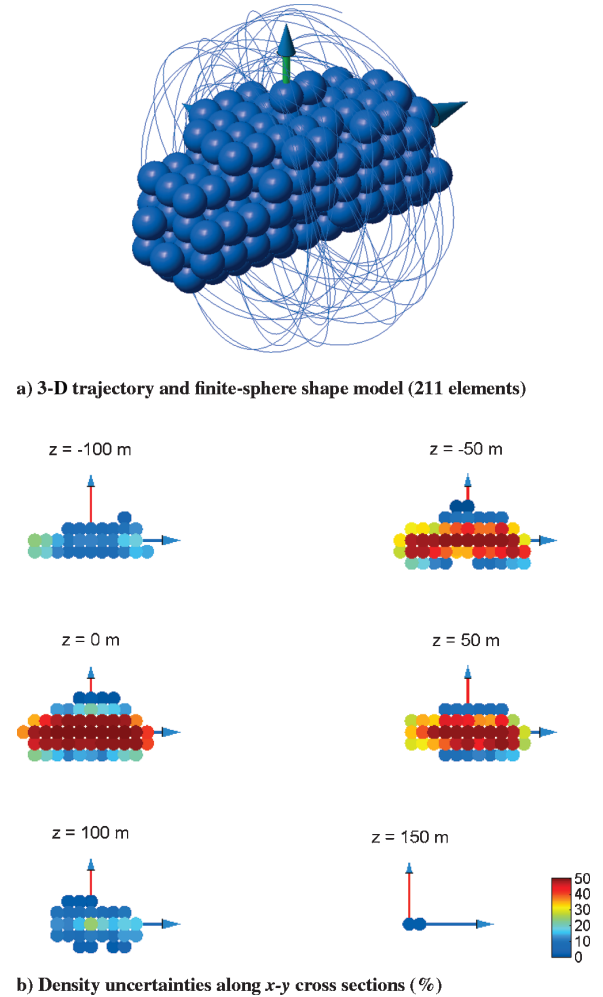 a) 3-D trajectory and finite-sphere shape model (211 elements)
z = -100 m
z = -50 m
z = 0 m
z = 50 m
z = 100 m
z = 150 m
50
40
30
20
10
0
b) Density uncertainties along x-y cross sections (%)